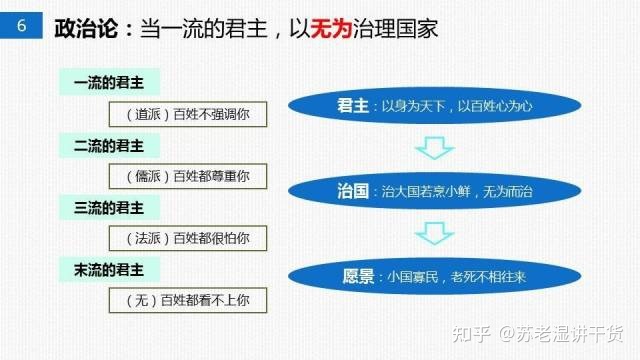 6
政治论：当一流的君主，以无为治理国家
一流的君主
（道派）百姓不强调你
二流的君主
（儒派）百姓都尊重你
三流的君主
（法派）百姓都很怕你
末流的君主
（无）百姓都看不上你
君主：以身为天下，以百姓心为心
治国：治大国若烹小鲜，无为而治
愿景：小国寡民，老死不相往来
知乎 @苏老湿讲干货